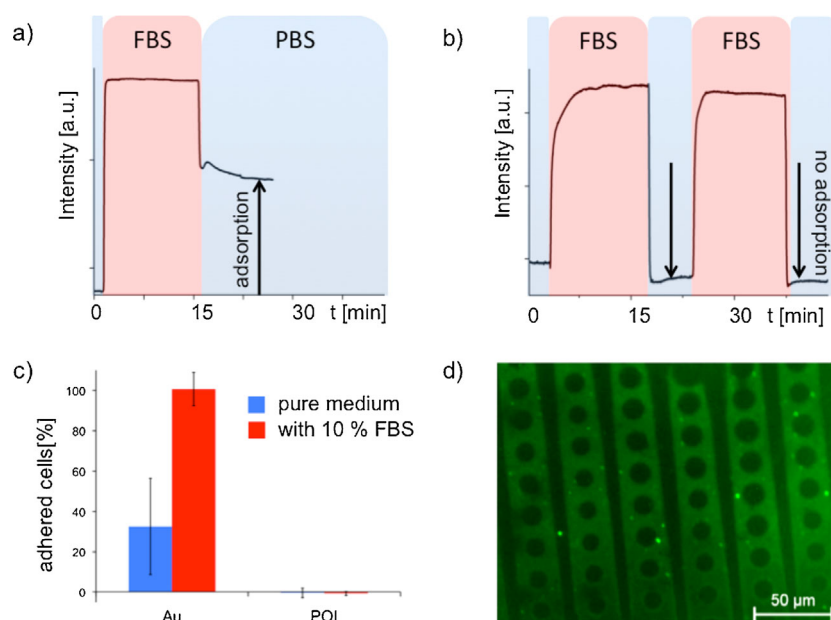 a)
FBS
PBS
Intensity [a.u.]
adsorption
0
15
30
t [min]
b)
FBS
FBS
Intensity [a.u.]
no adsorption
0
15
30
t [min]
c)
adhered cells[%]
100
80
60
40
20
0
pure medium
with 10 % FBS
Au
d)
50 µm